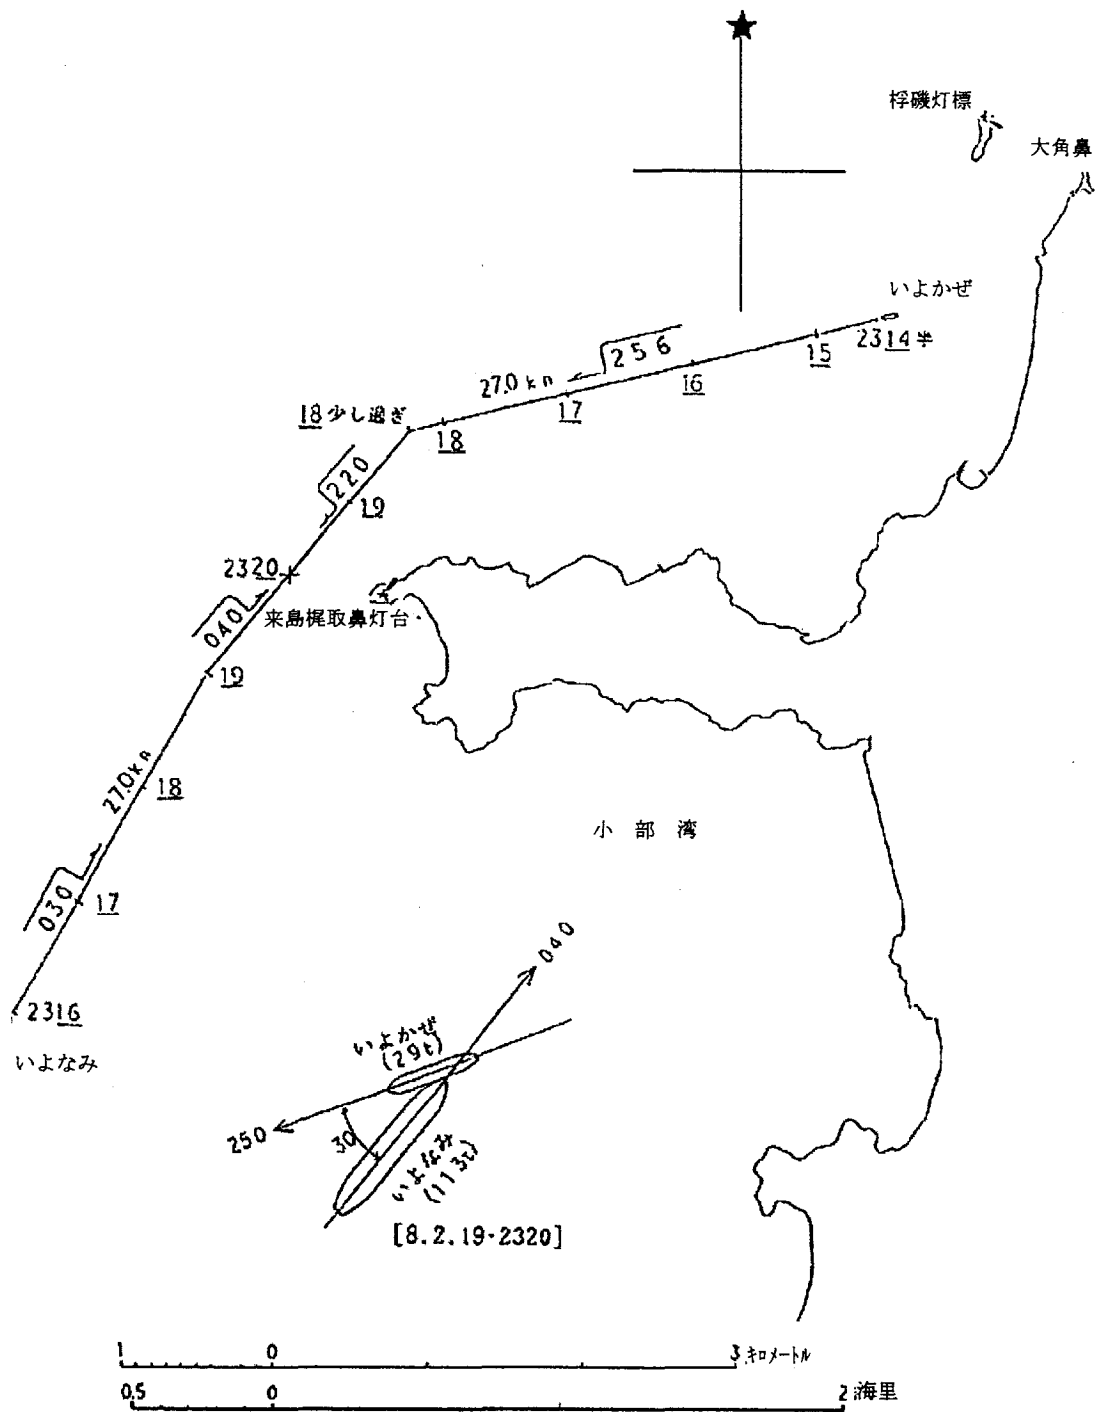 桴磯灯標
大角鼻
いよかぜ
2314半
15
256
16
27.0kn
17
18少し過ぎ
18
220
19
2320
040
来島梶取鼻灯台
19
27.0kn
18
小部湾
030
17
040
2316
いよなみ
いよかぜ
(29t)
250
30
いよなみ
(113t)
[8.2.19-2320]
1 0 3キロメートル
0.5 0 2海里